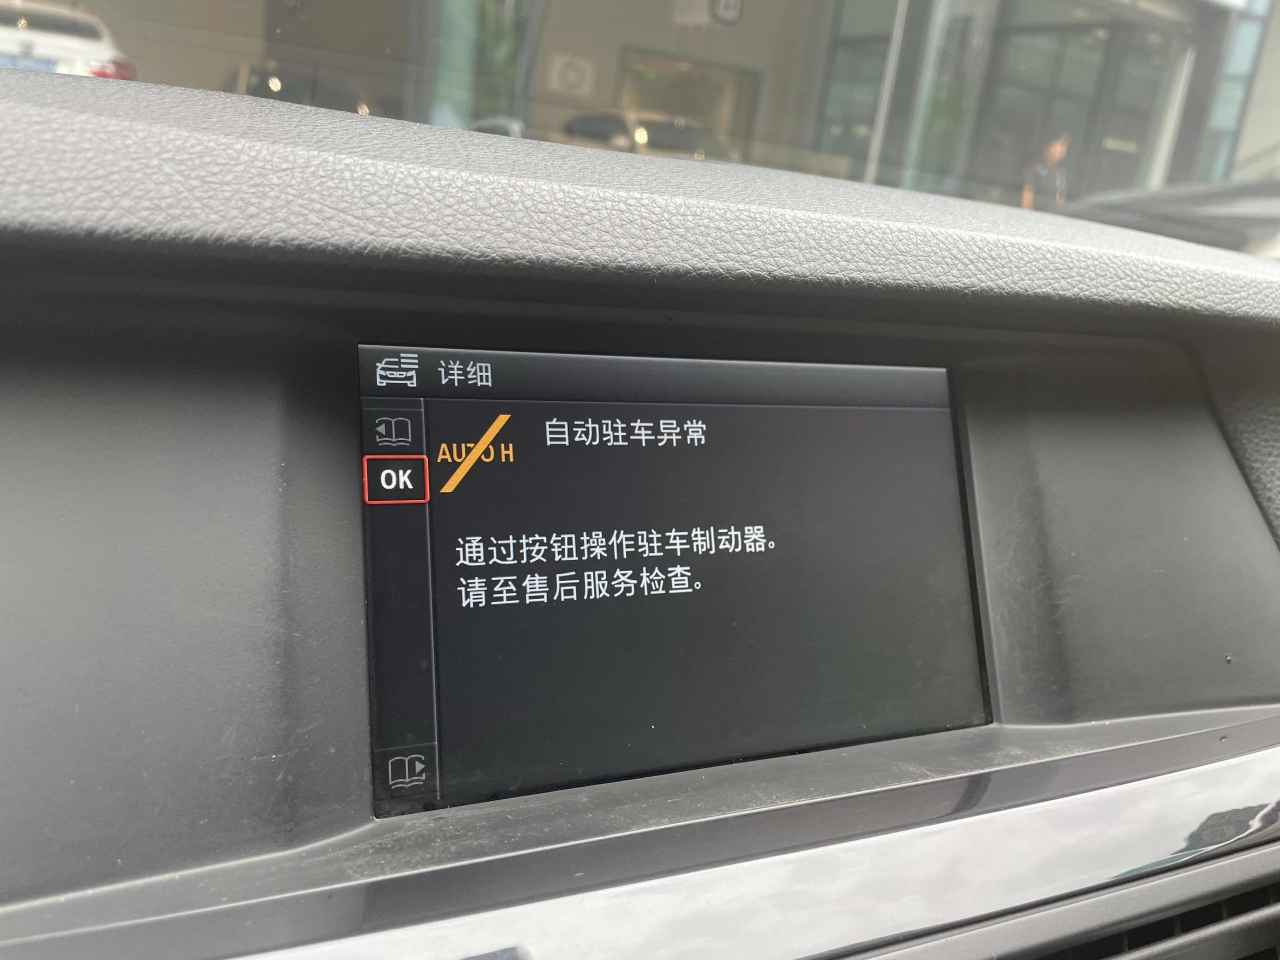 详细
AUTO H
自动驻车异常
OK
通过按钮操作驻车制动器。
请至售后服务检查。